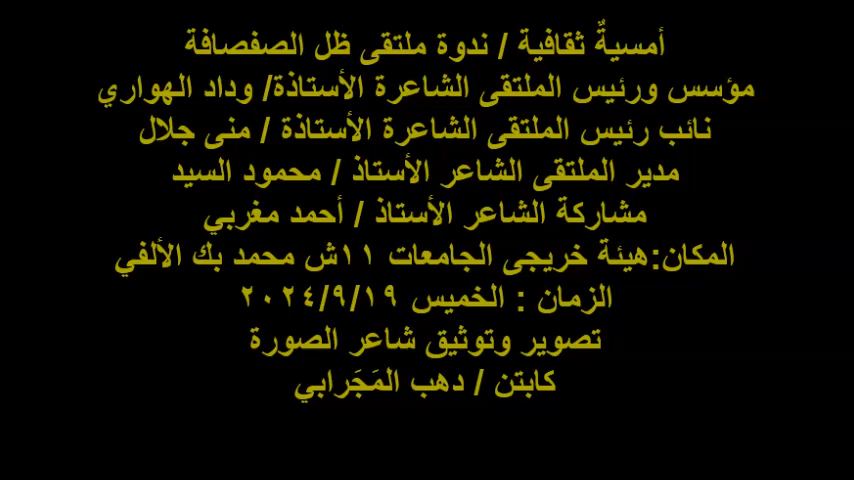 أمسيةٌ ثقافية / ندوة ملتقى ظل الصفصافة
مؤسس ورئيس الملتقى الشاعرة الأستاذة/ وداد الهواري
نائب رئيس الملتقى الشاعرة الأستاذة / منى جلال
مدير الملتقى الشاعر الأستاذ / محمود السيد
مشاركة الشاعر الأستاذ / أحمد مغربي
المكان:هيئة خريجى الجامعات ١١ش محمد بك الألفي
الزمان : الخميس ٢٠٢٤/٩/١٩
تصوير وتوثيق شاعر الصورة
كابتن / دهب المَجَرابي